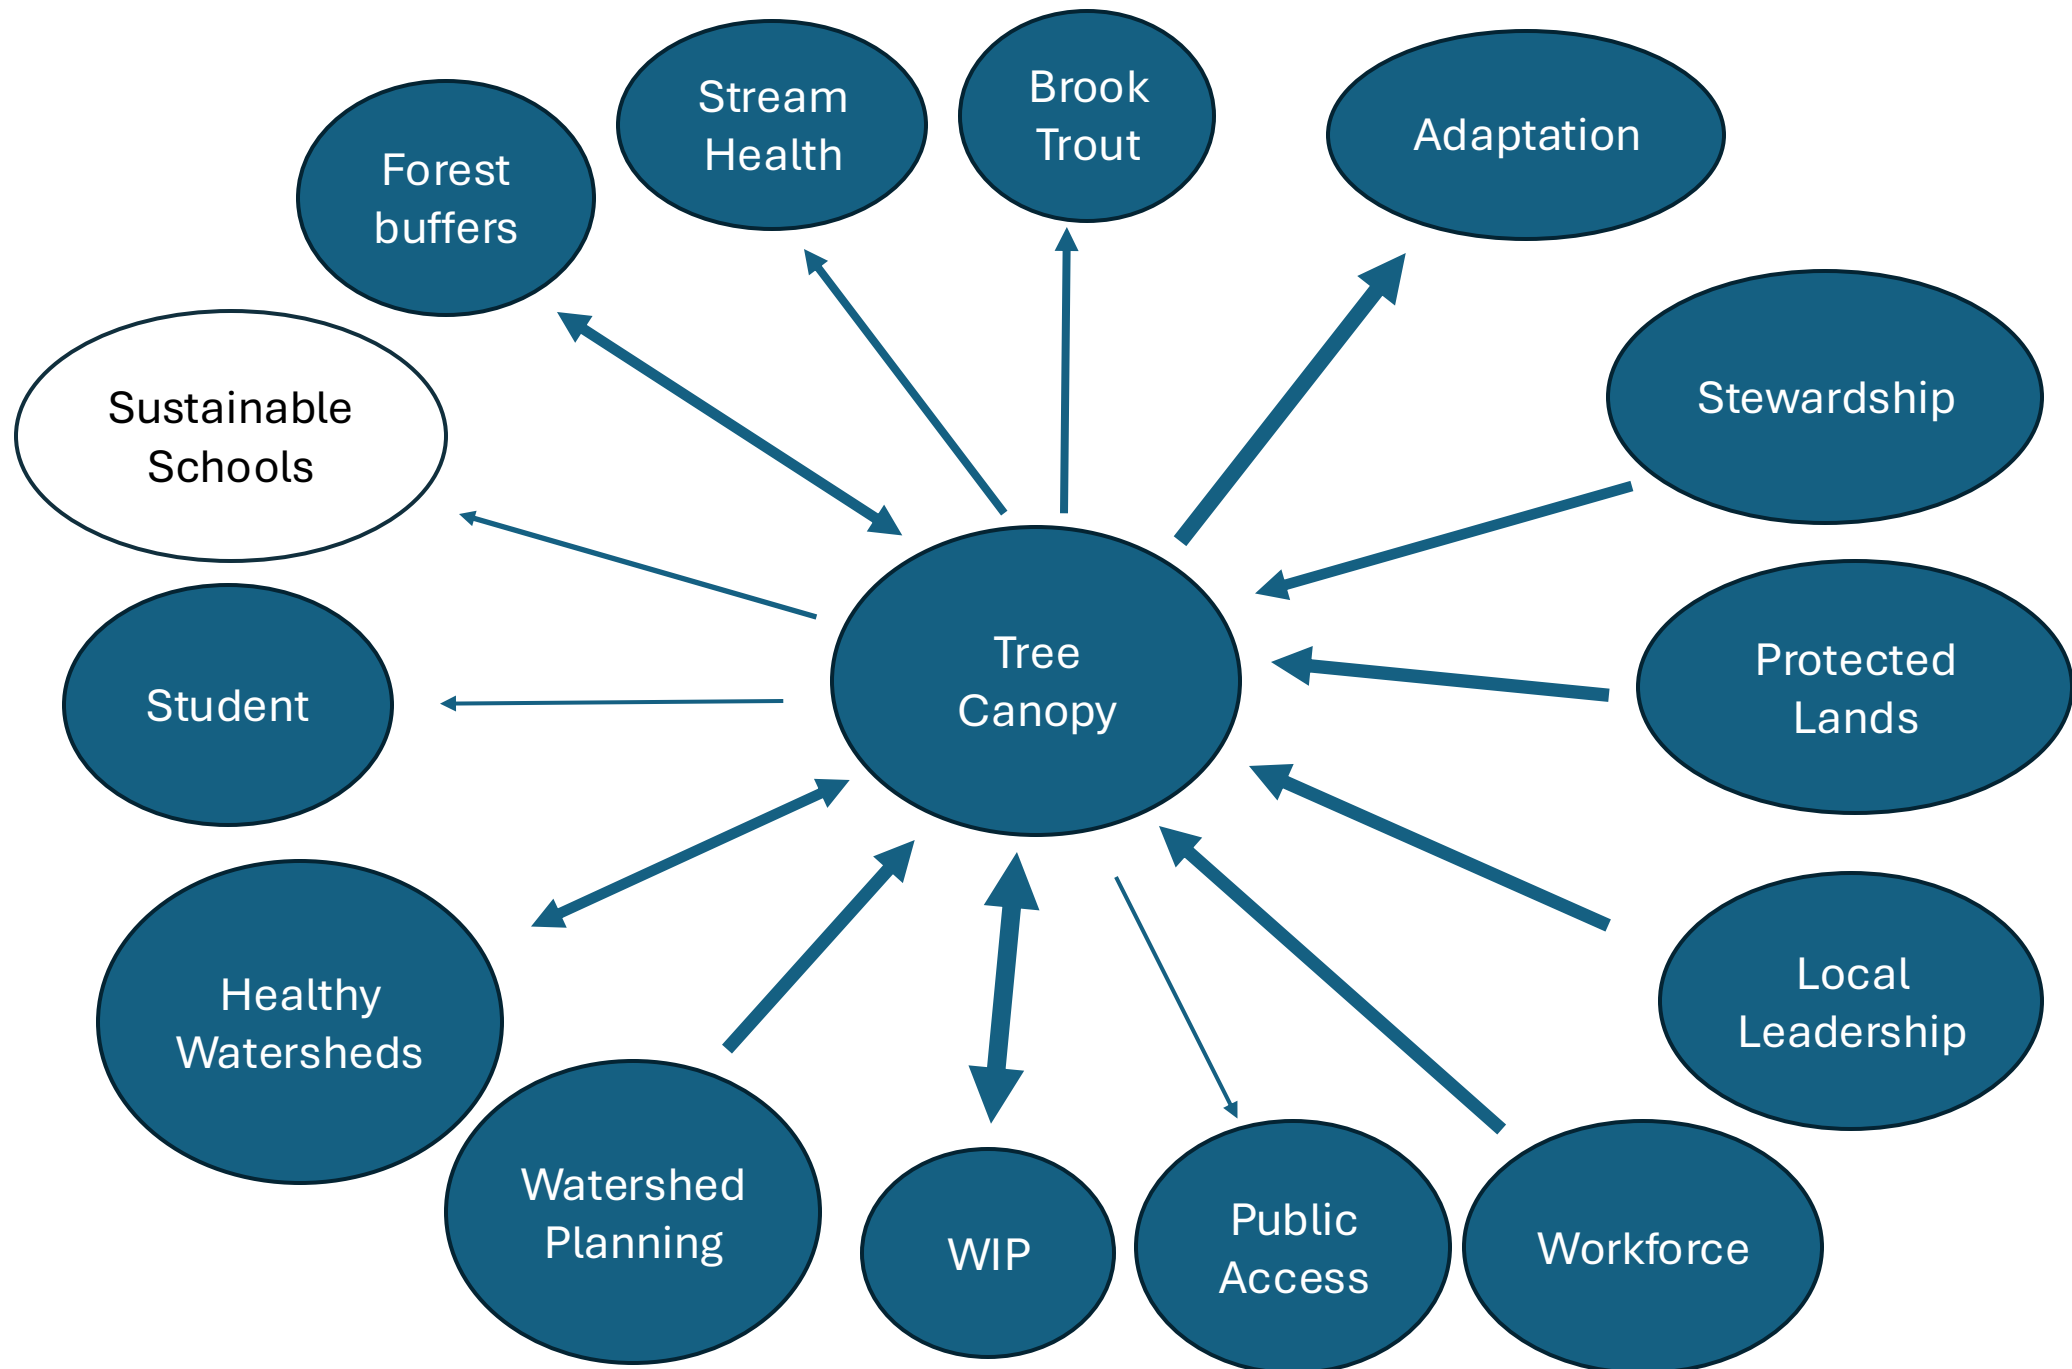 Stream
Health
Brook
Trout
Adaptation
Forest
buffers
Stewardship
Sustainable
Schools
Tree
Canopy
Protected
Lands
Student
Local
Leadership
Healthy
Watersheds
Watershed
Planning
WIP
Public
Access
Workforce